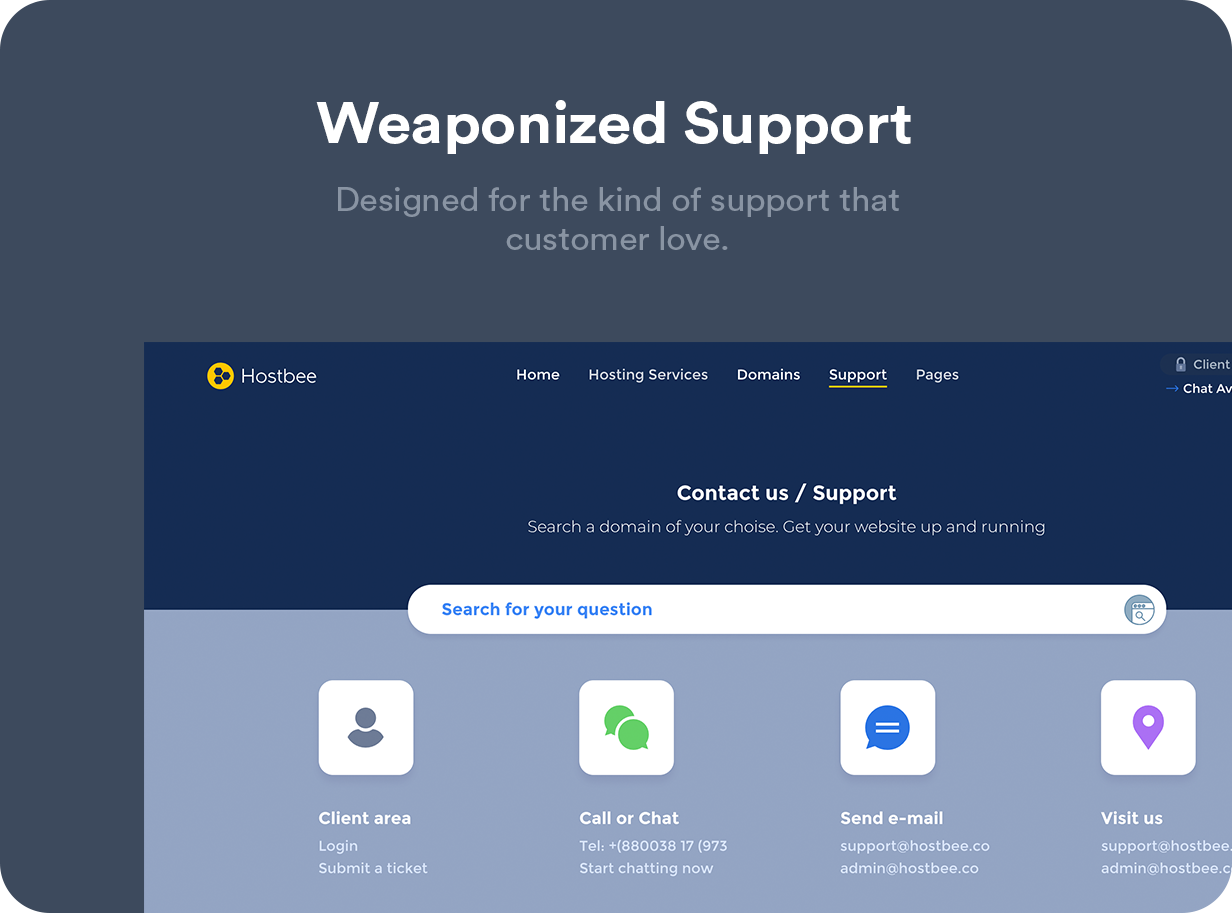 Weaponized Support
Designed for the kind of support that
customer love.
Hostbee
Home Hosting Services Domains Support Pages
Client
→ Chat Av
Contact us / Support
Search a domain of your choise. Get your website up and running
Search for your question
Client area
Login
Submit a ticket
Call or Chat
Tel: +(880038 17 (973
Start chatting now
Send e-mail
support@hostbee.co
admin@hostbee.co
Visit us
support@hostbee.
admin@hostbee.c